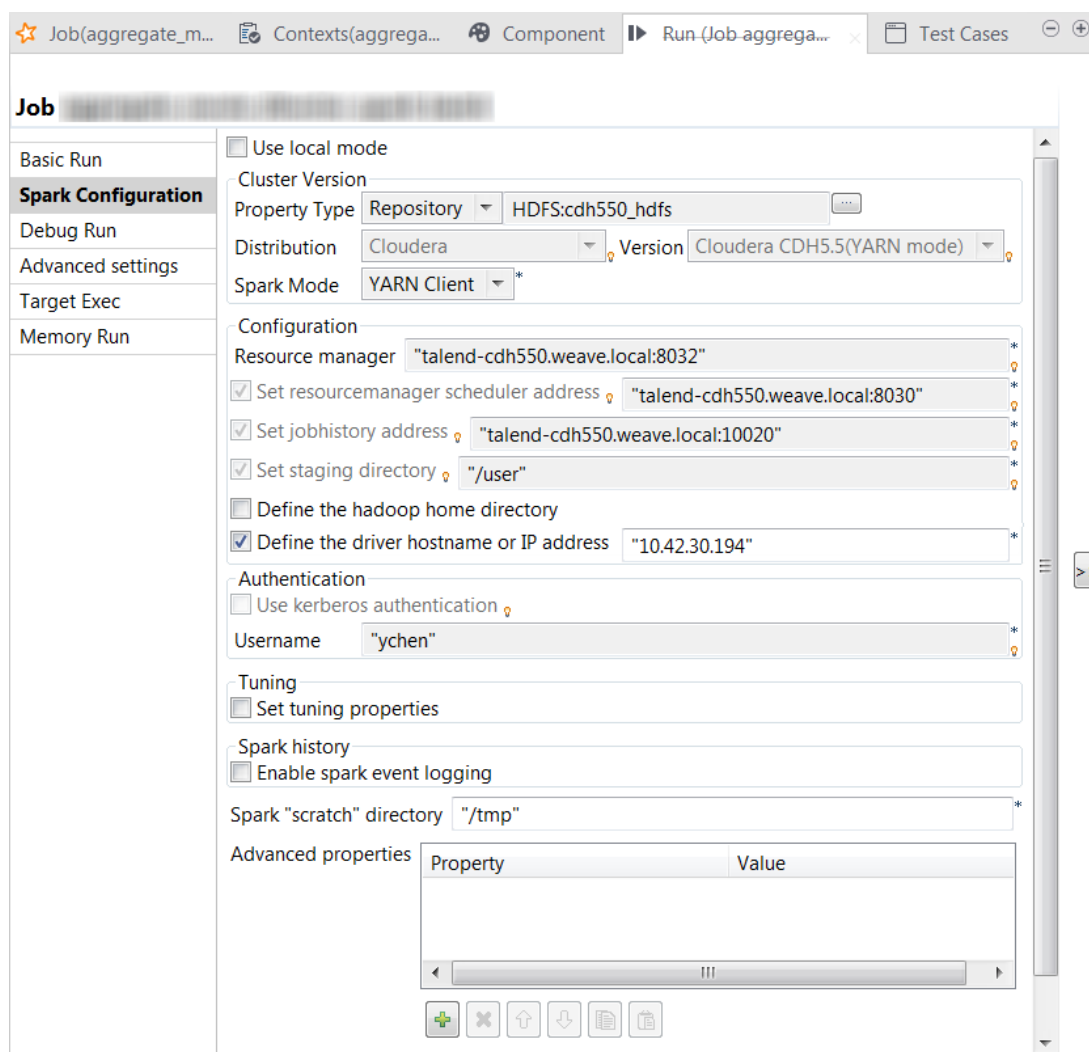 Job(aggregate_m... Contexts(aggrega... Component Run (Job aggrega... Test Cases
Job
Basic Run
Spark Configuration
Debug Run
Advanced settings
Target Exec
Memory Run
Use local mode
Cluster Version
Property Type Repository HDFS:cdh550_hdfs ...
Distribution Cloudera Version Cloudera CDH5.5(YARN mode)
Spark Mode YARN Client *
Configuration
Resource manager "talend-cdh550.weave.local:8032" *
Set resourcemanager scheduler address "talend-cdh550.weave.local:8030" *
Set jobhistory address "talend-cdh550.weave.local:10020" *
Set staging directory "/user" *
Define the hadoop home directory
Define the driver hostname or IP address "10.42.30.194" *
Authentication
Use kerberos authentication
Username "ychen" *
Tuning
Set tuning properties
Spark history
Enable spark event logging
Spark "scratch" directory "/tmp" *
Advanced properties Property Value